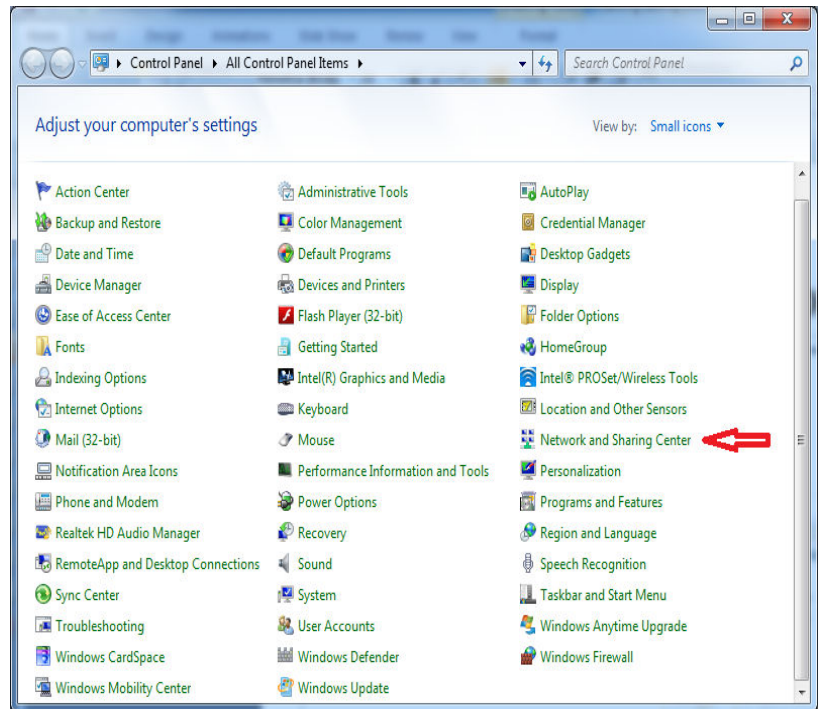 Control Panel All Control Panel Items Search Control Panel
Adjust your computer's settings View by: Small icons
Action Center Administrative Tools AutoPlay
Backup and Restore Color Management Credential Manager
Date and Time Default Programs Desktop Gadgets
Device Manager Devices and Printers Display
Ease of Access Center Flash Player (32-bit) Folder Options
Fonts Getting Started HomeGroup
Indexing Options Intel(R) Graphics and Media Intel® PROSet/Wireless Tools
Internet Options Keyboard Location and Other Sensors
Mail (32-bit) Mouse Network and Sharing Center
Notification Area Icons Performance Information and Tools Personalization
Phone and Modem Power Options Programs and Features
Realtek HD Audio Manager Recovery Region and Language
RemoteApp and Desktop Connections Sound Speech Recognition
Sync Center System Taskbar and Start Menu
Troubleshooting User Accounts Windows Anytime Upgrade
Windows CardSpace Windows Defender Windows Firewall
Windows Mobility Center Windows Update